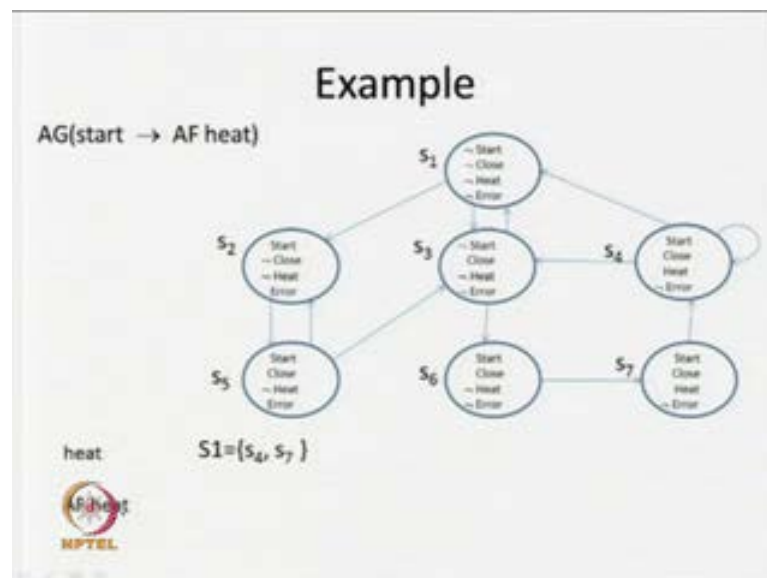 Example
AG(start → AF heat)
S₁
¬ Start
¬ Close
¬ Heat
¬ Error
S₂
Start
¬ Close
¬ Heat
Error
S₃
¬ Start
Close
¬ Heat
¬ Error
S₄
Start
Close
Heat
¬ Error
S₅
Start
Close
¬ Heat
Error
S₆
Start
Close
¬ Heat
¬ Error
S₇
Start
Close
Heat
¬ Error
heat
S1={s₄, s₇ }
AF heat
NPTEL